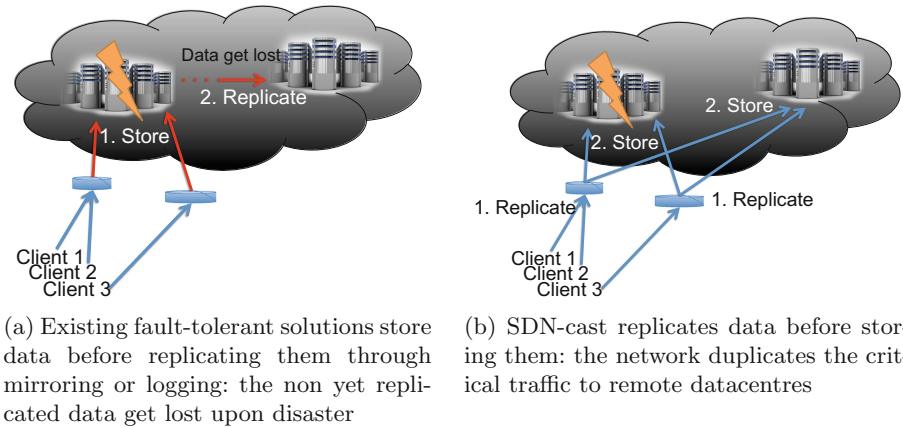 Data get lost
2. Replicate
1. Store
Client 1
Client 2
Client 3
(a) Existing fault-tolerant solutions store
data before replicating them through
mirroring or logging: the non yet repli-
cated data get lost upon disaster
2. Store
2. Store
1. Replicate
1. Replicate
Client 1
Client 2
Client 3
(b) SDN-cast replicates data before stor-
ing them: the network duplicates the crit-
ical traffic to remote datacentres